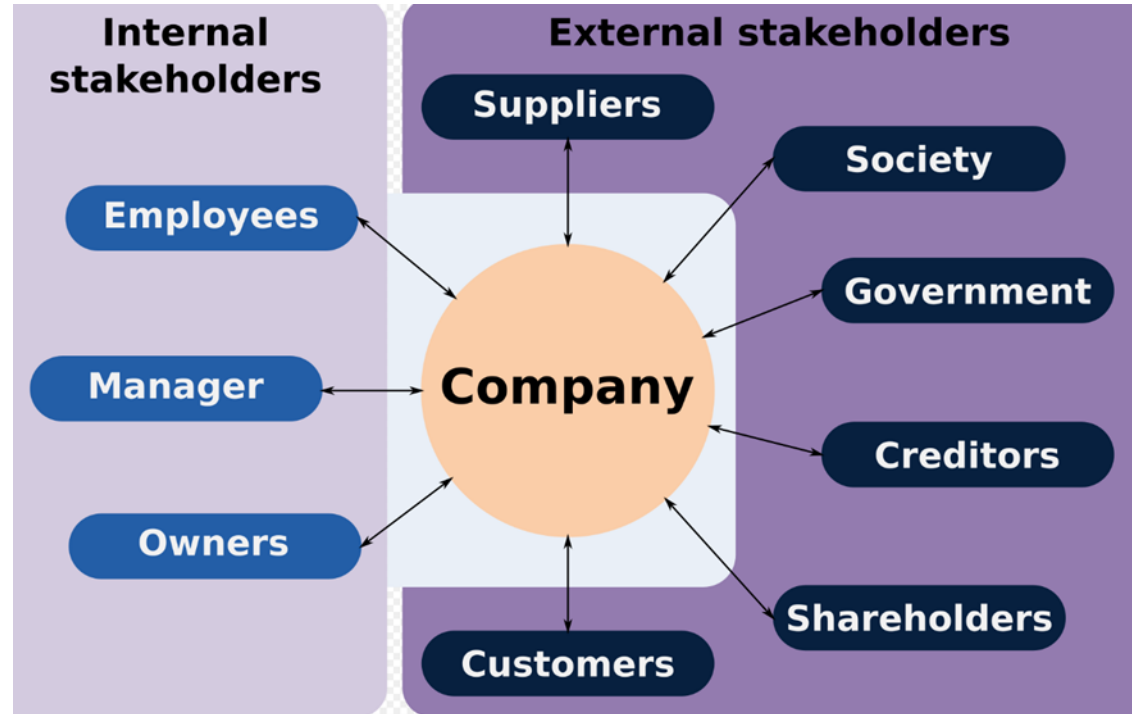 Internal
stakeholders
External stakeholders
Suppliers
Society
Employees
Government
Manager
Company
Creditors
Owners
Shareholders
Customers